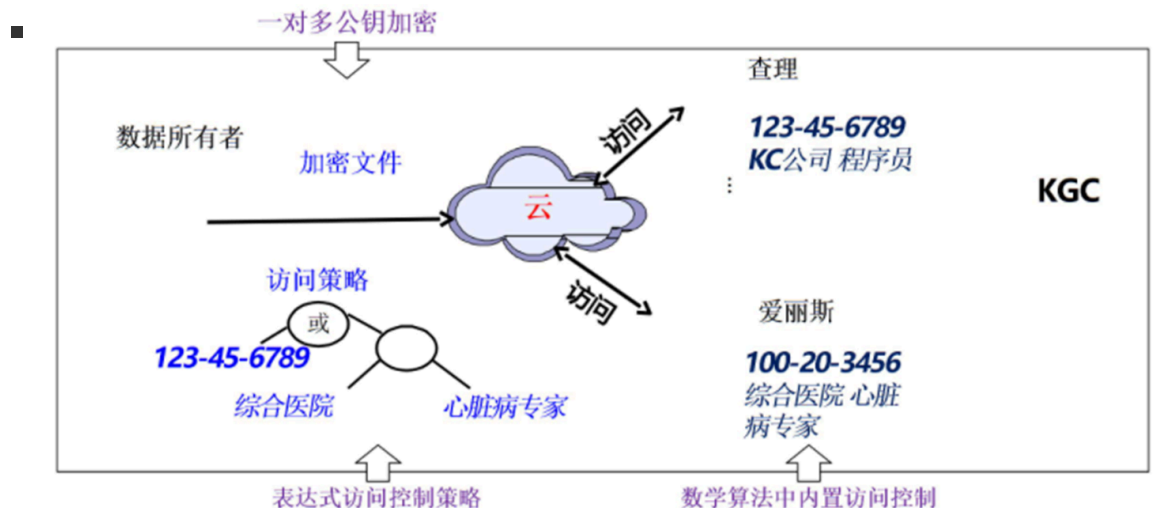 一对多公钥加密
查理
数据所有者
加密文件
访问
123-45-6789
KC公司 程序员
...
KGC
云
访问策略
访问
或
123-45-6789
综合医院
心脏病专家
爱丽斯
100-20-3456
综合医院 心脏
病专家
表达式访问控制策略
数学算法中内置访问控制